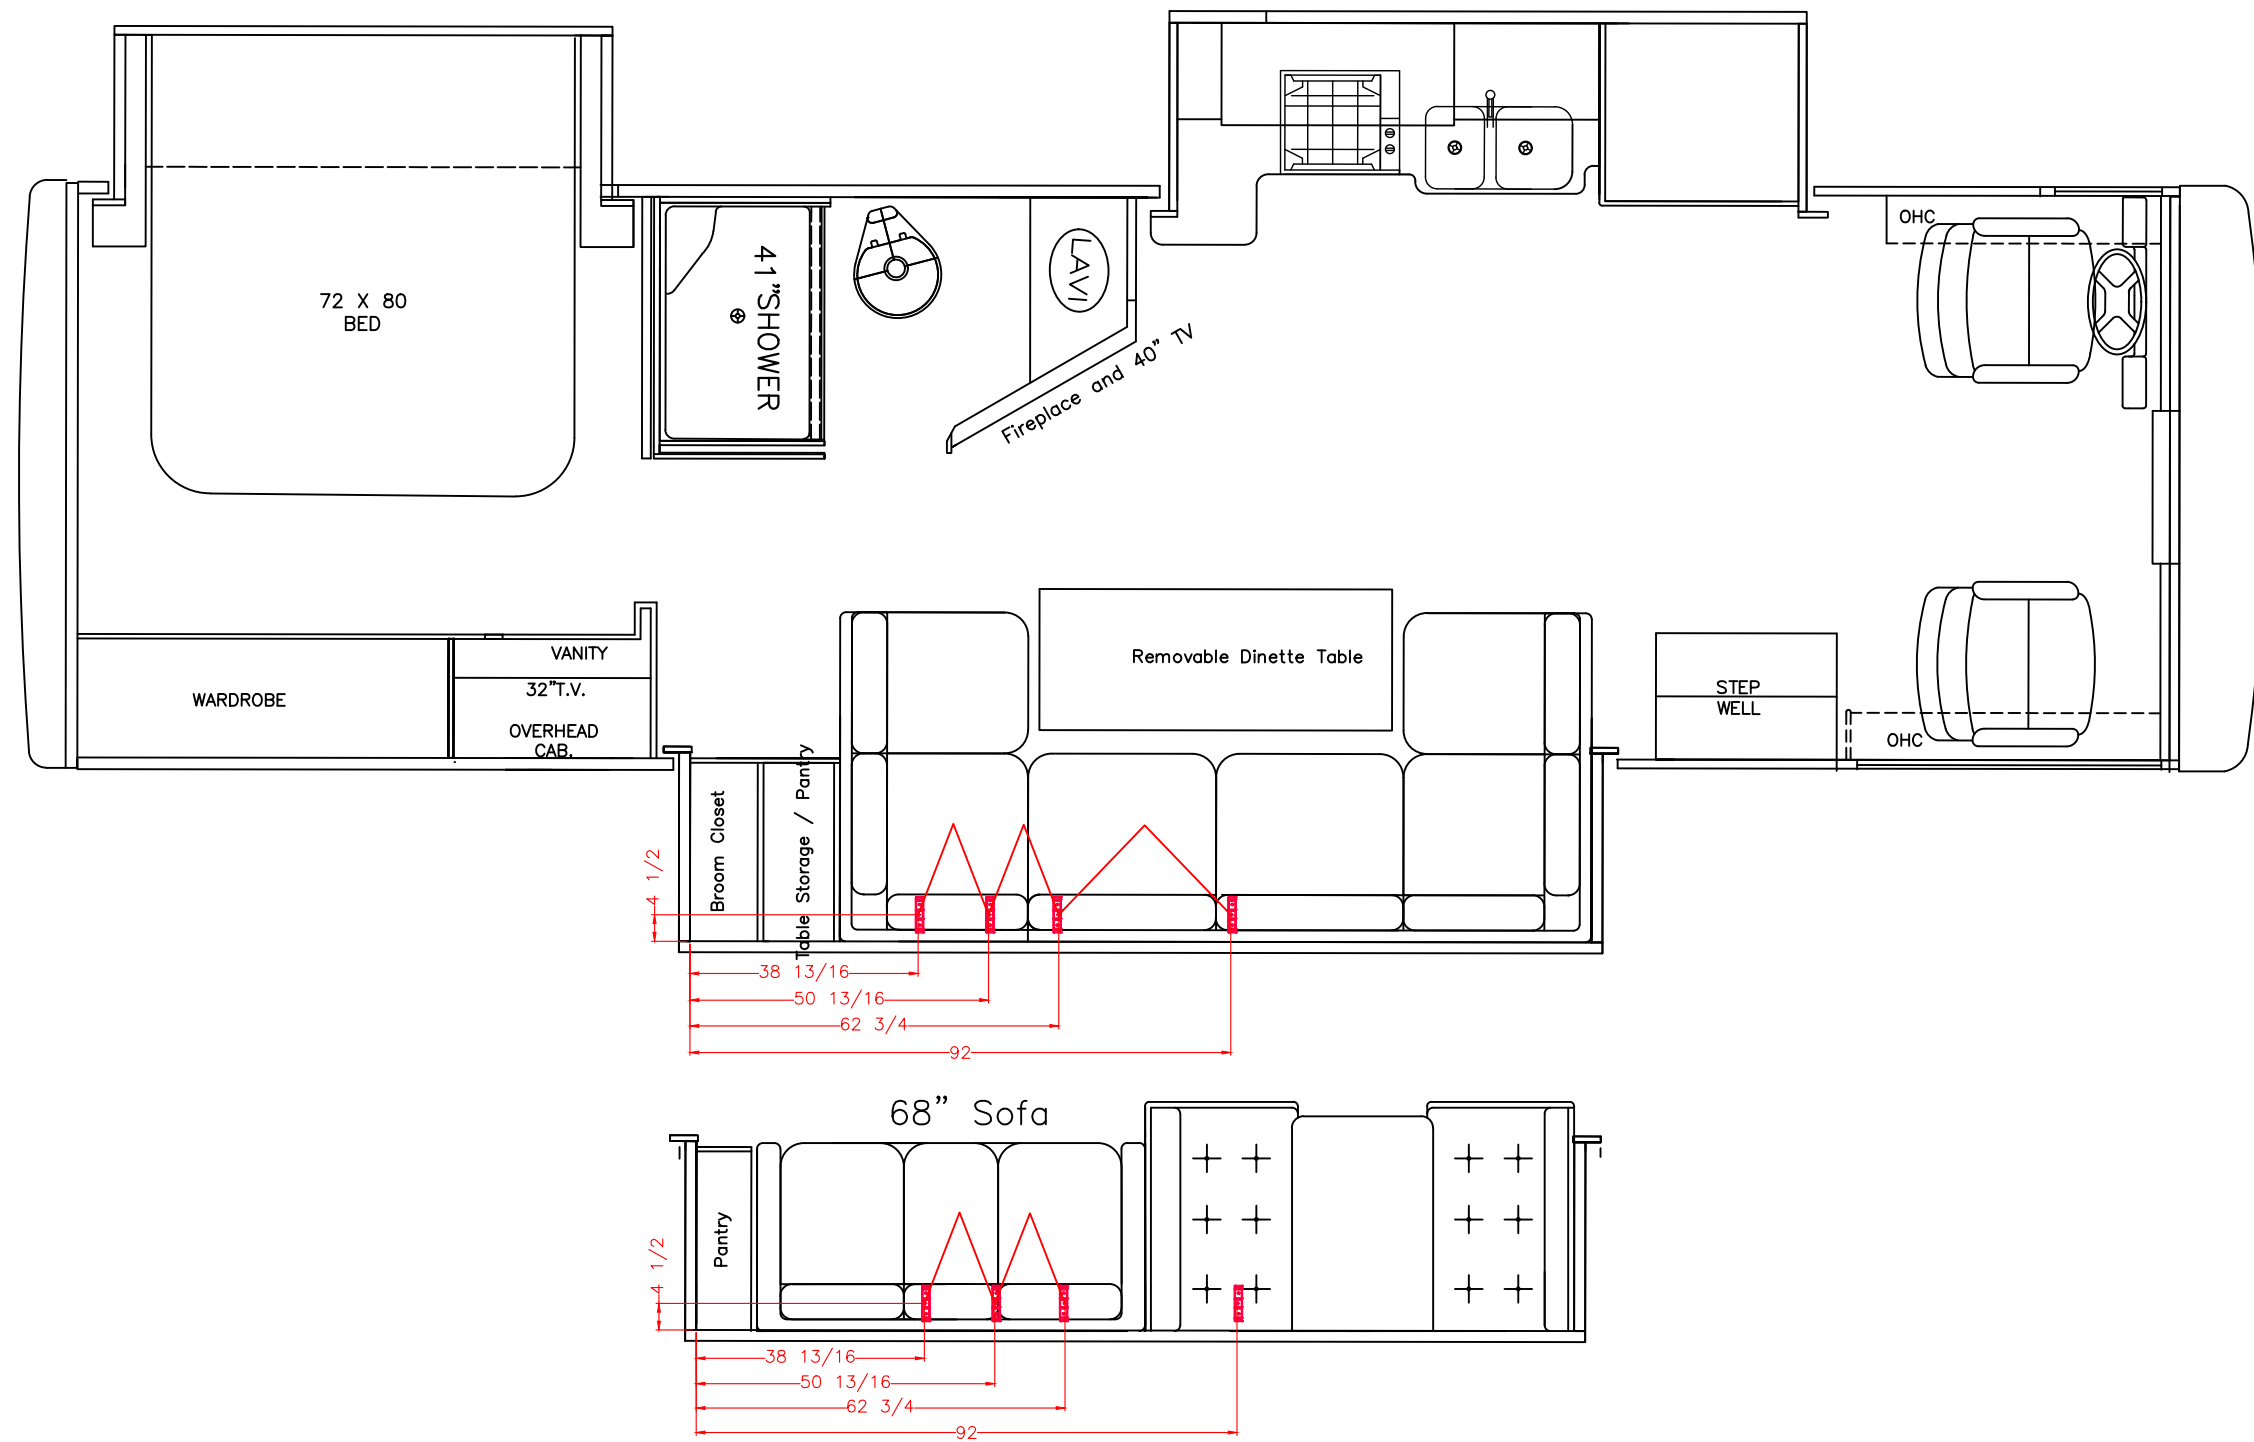 OHC
LAVI
41“SHOWER
72 X 80
BED
Fireplace and 40” TV
VANITY
Removable Dinette Table
32”T.V.
WARDROBE
STEP
WELL
OVERHEAD
CAB.
OHC
Broom Closet
Table Storage / Pantry
4 1/2
38 13/16
50 13/16
62 3/4
92
68” Sofa
Pantry
4 1/2
38 13/16
50 13/16
62 3/4
92